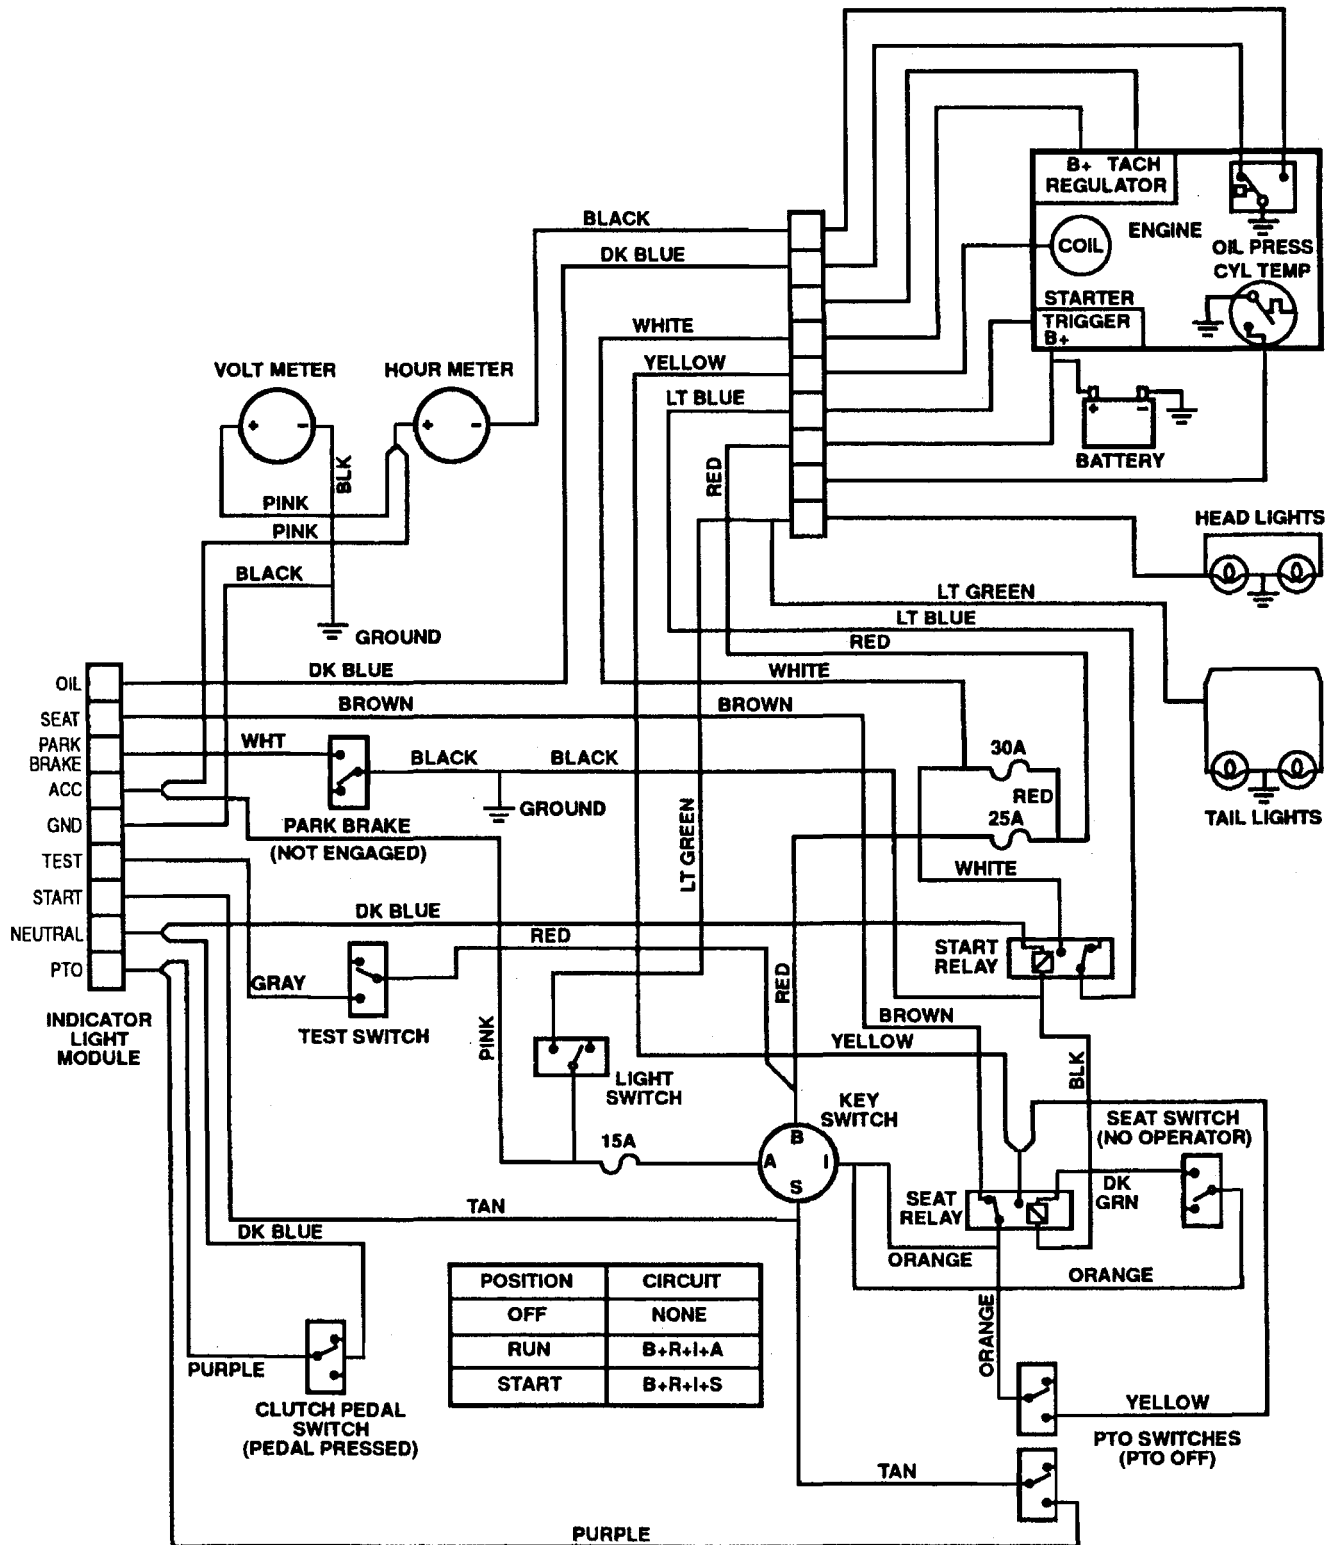 B+ TACH
REGULATOR
BLACK
ENGINE
COIL
DK BLUE
OIL PRESS
CYL TEMP
STARTER
TRIGGER
B+
WHITE
YELLOW
VOLT METER
HOUR METER
LT BLUE
+
-
+
-
+
-
BATTERY
BLK
RED
PINK
PINK
HEAD LIGHTS
BLACK
LT GREEN
LT BLUE
GROUND
RED
DK BLUE
WHITE
OIL
BROWN
BROWN
SEAT
PARK
BRAKE
WHT
BLACK
BLACK
30A
ACC
RED
GROUND
25A
TAIL LIGHTS
GND
PARK BRAKE
(NOT ENGAGED)
LT GREEN
TEST
WHITE
START
DK BLUE
NEUTRAL
RED
START
RELAY
PTO
GRAY
RED
INDICATOR
LIGHT
MODULE
TEST SWITCH
PINK
BROWN
YELLOW
BLK
LIGHT
SWITCH
KEY
SWITCH
SEAT SWITCH
(NO OPERATOR)
15A
B
A
I
S
DK
GRN
SEAT
RELAY
TAN
DK BLUE
ORANGE
ORANGE
POSITION CIRCUIT
OFF NONE
RUN B+R+I+A
START B+R+I+S
ORANGE
PURPLE
CLUTCH PEDAL
SWITCH
(PEDAL PRESSED)
YELLOW
PTO SWITCHES
(PTO OFF)
TAN
PURPLE